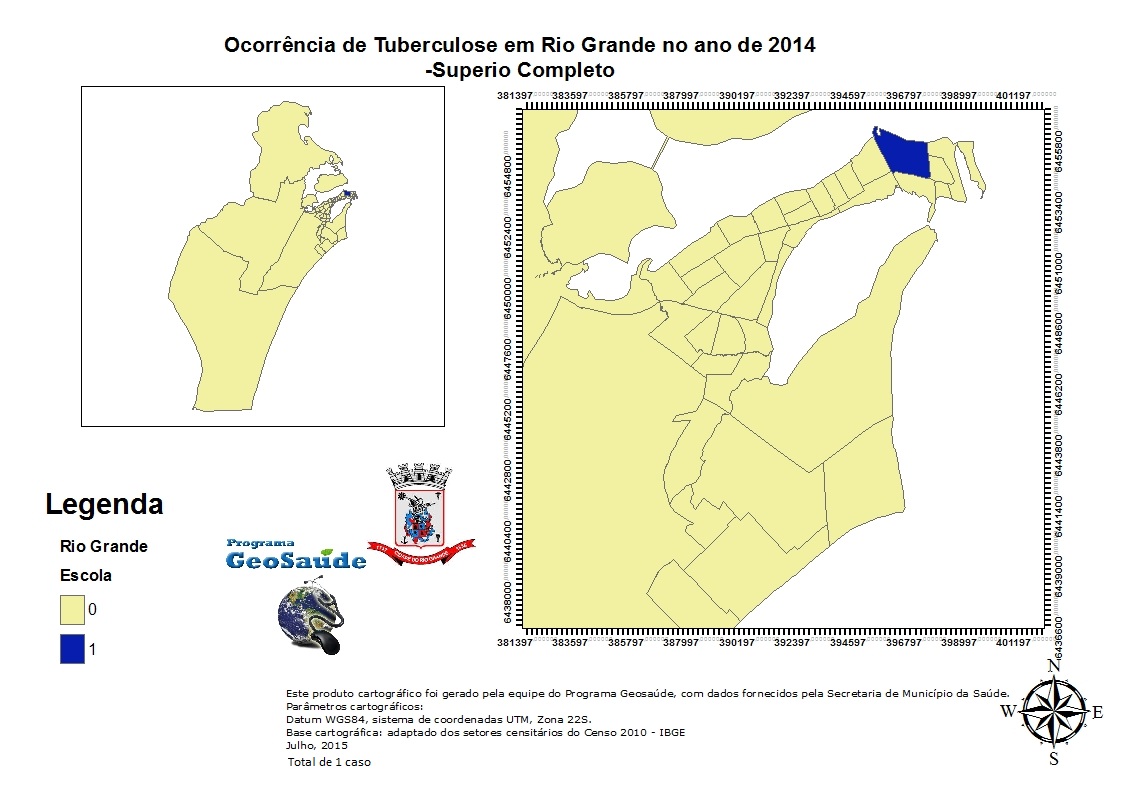 Ocorrência de Tuberculose em Rio Grande no ano de 2014
-Superio Completo
381397 383597 385797 387997 390197 392397 394597 396797 398997 401197
6454800
6452400
6450000
6447600
6445200
6442800
6440400
6438000
6455800
6453400
6451000
6448600
6446200
6443800
6441400
6439000
6436600
381397 383597 385797 387997 390197 392397 394597 396797 398997 401197
Legenda
Rio Grande
Escola
0
1
Programa
GeoSaúde
CIDADE DO RIO GRANDE
N
W E
S
Este produto cartográfico foi gerado pela equipe do Programa Geosaúde, com dados fornecidos pela Secretaria de Município da Saúde.
Parâmetros cartográficos:
Datum WGS84, sistema de coordenadas UTM, Zona 22S.
Base cartográfica: adaptado dos setores censitários do Censo 2010 - IBGE
Julho, 2015
Total de 1 caso